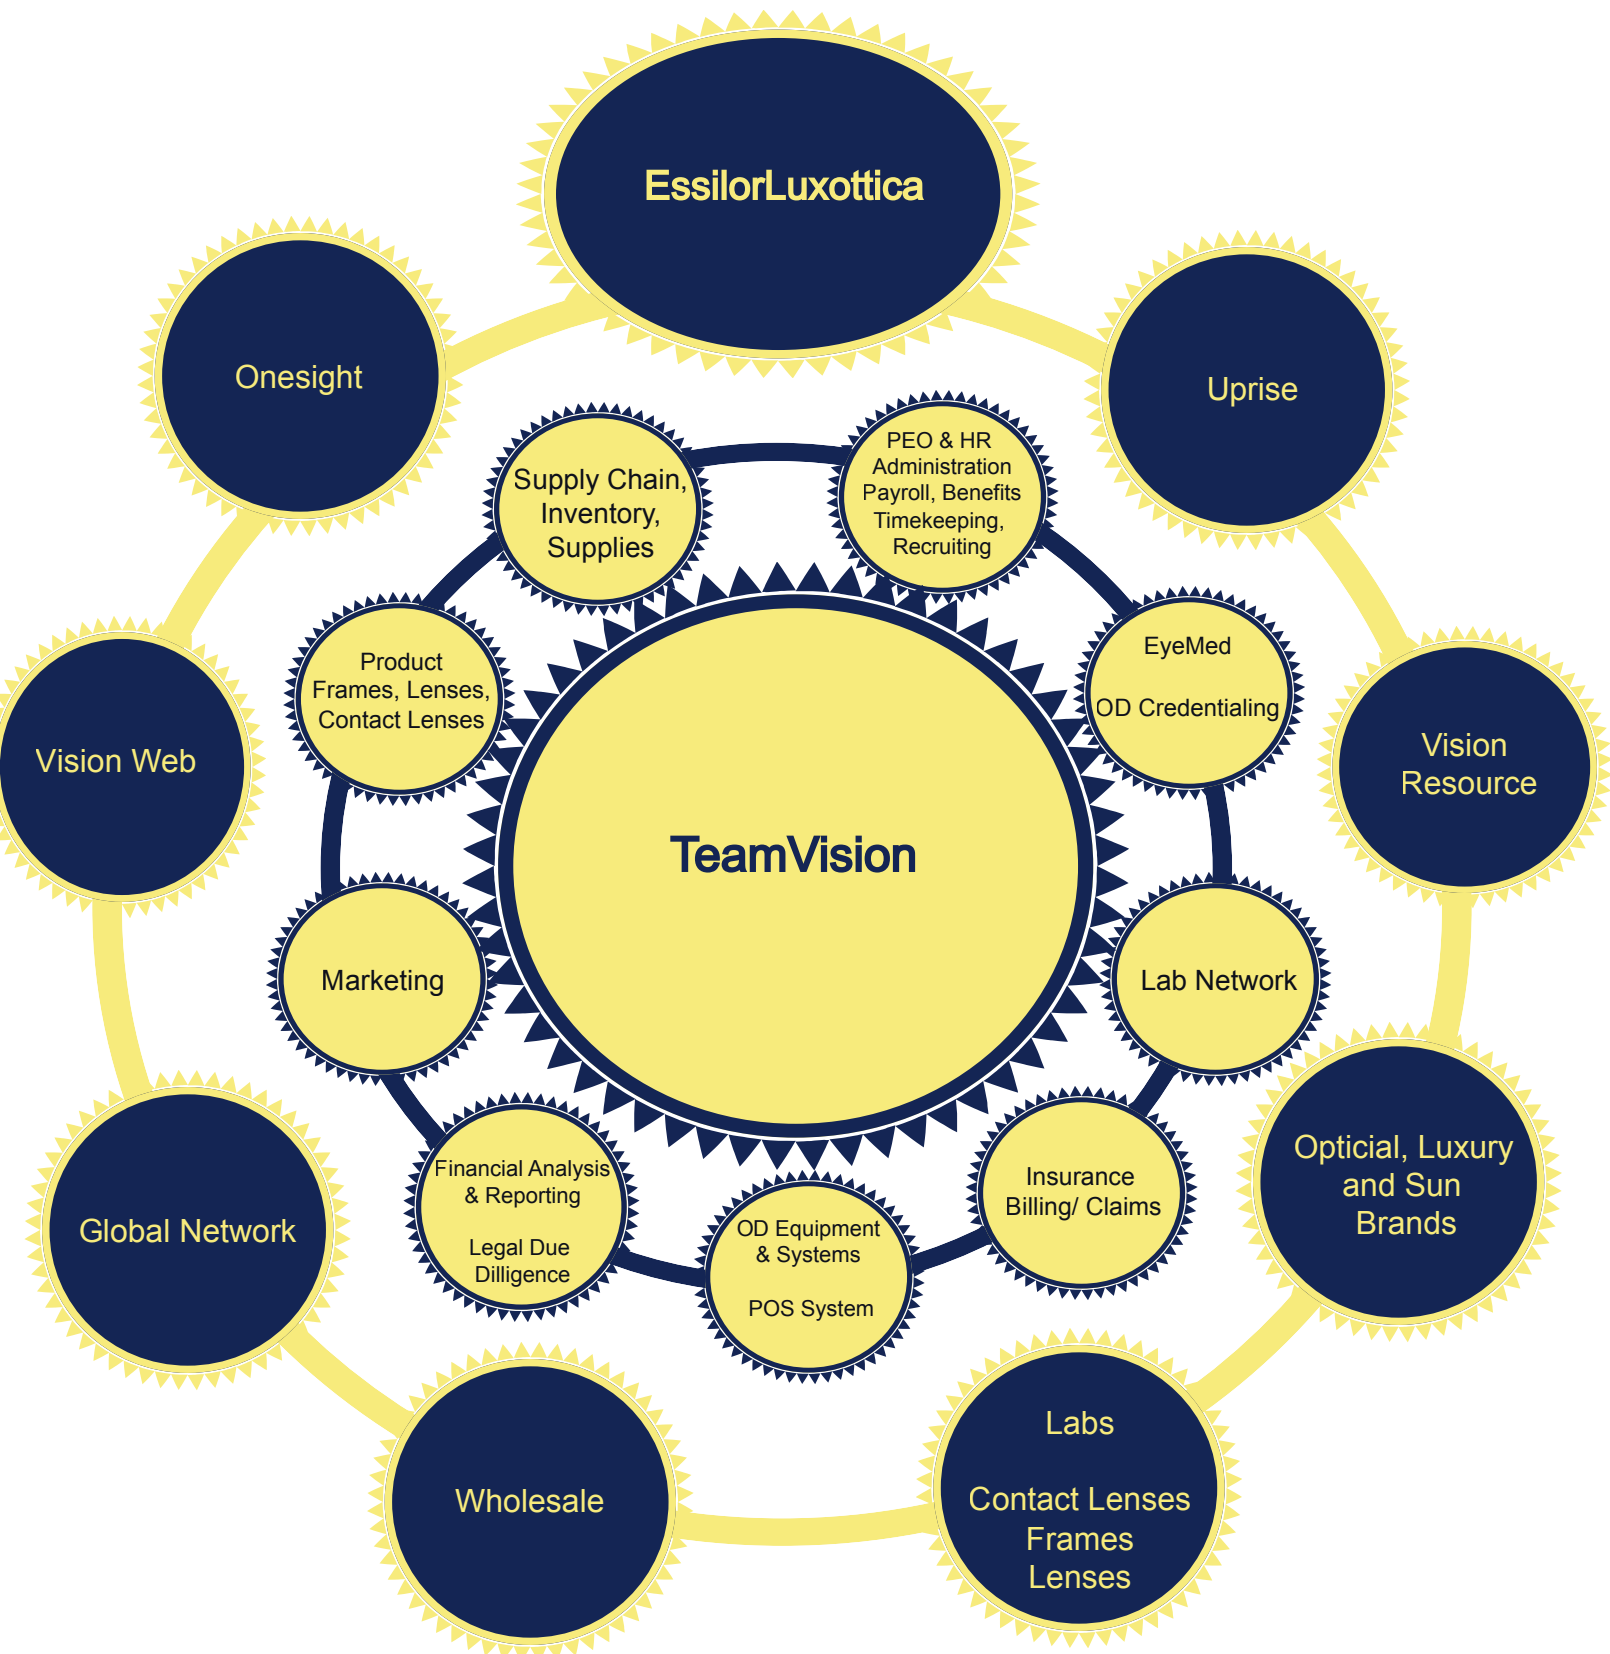 EssilorLuxottica
Onesight
Uprise
PEO & HR
Administration
Payroll, Benefits
Timekeeping,
Recruiting
Supply Chain,
Inventory,
Supplies
EyeMed
OD Credentialing
Product
Frames, Lenses,
Contact Lenses
Vision Web
Vision
Resource
TeamVision
Marketing
Lab Network
Opticial, Luxury
and Sun
Brands
Insurance
Billing/ Claims
Financial Analysis
& Reporting
Legal Due
Dilligence
Global Network
OD Equipment
& Systems
POS System
Labs
Contact Lenses
Frames
Lenses
Wholesale